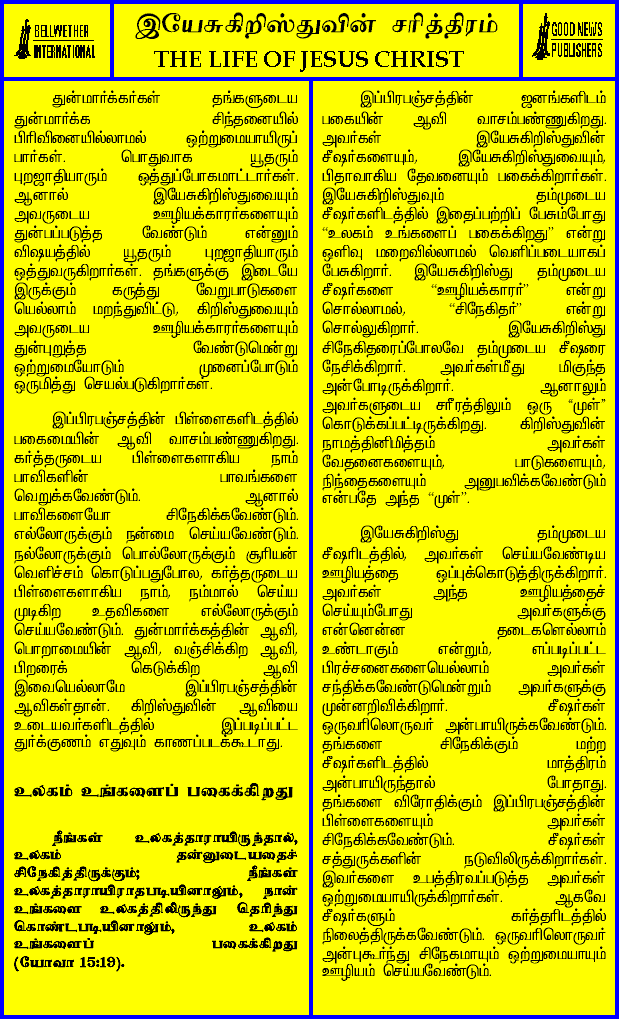 BELLWETHER
INTERNATIONAL
இயேசுகிறிஸ்துவின் சரித்திரம்
THE LIFE OF JESUS CHRIST
GOOD NEWS
PUBLISHERS
துன்மார்க்கர்கள் தங்களுடைய
துன்மார்க்க சிந்தனையில்
பிரிவினையில்லாமல் ஒற்றுமையாயிருப்
பார்கள். பொதுவாக யூதரும்
புறஜாதியாரும் ஒத்துப்போகமாட்டார்கள்.
ஆனால் இயேசுகிறிஸ்துவையும்
அவருடைய ஊழியக்காரர்களையும்
துன்பப்படுத்த வேண்டும் என்னும்
விஷயத்தில் யூதரும் புறஜாதியாரும்
ஒத்துவருகிறார்கள். தங்களுக்கு இடையே
இருக்கும் கருத்து வேறுபாடுகளை
யெல்லாம் மறந்துவிட்டு, கிறிஸ்துவையும்
அவருடைய ஊழியக்காரர்களையும்
துன்புறுத்த வேண்டுமென்று
ஒற்றுமையோடும் முனைப்போடும்
ஒருமித்து செயல்படுகிறார்கள்.
இப்பிரபஞ்சத்தின் பிள்ளைகளிடத்தில்
பகைமையின் ஆவி வாசம்பண்ணுகிறது.
கர்த்தருடைய பிள்ளைகளாகிய நாம்
பாவிகளின் பாவங்களை
வெறுக்கவேண்டும். ஆனால்
பாவிகளையோ சிநேகிக்கவேண்டும்.
எல்லோருக்கும் நன்மை செய்யவேண்டும்.
நல்லோருக்கும் பொல்லோருக்கும் சூரியன்
வெளிச்சம் கொடுப்பதுபோல, கர்த்தருடைய
பிள்ளைகளாகிய நாம், நம்மால் செய்ய
முடிகிற உதவிகளை எல்லோருக்கும்
செய்யவேண்டும். துன்மார்க்கத்தின் ஆவி,
பொறாமையின் ஆவி, வஞ்சிக்கிற ஆவி,
பிறரைக் கெடுக்கிற ஆவி
இவையெல்லாமே இப்பிரபஞ்சத்தின்
ஆவிகள்தான். கிறிஸ்துவின் ஆவியை
உடையவர்களிடத்தில் இப்படிப்பட்ட
துர்க்குணம் எதுவும் காணப்படக்கூடாது.
உலகம் உங்களைப் பகைக்கிறது
நீங்கள் உலகத்தாராயிருந்தால்,
உலகம் தன்னுடையதைச்
சிநேகித்திருக்கும்; நீங்கள்
உலகத்தாராயிராதபடியினாலும், நான்
உங்களை உலகத்திலிருந்து தெரிந்து
கொண்டபடியினாலும், உலகம்
உங்களைப் பகைக்கிறது
(யோவா 15:19).
இப்பிரபஞ்சத்தின் ஜனங்களிடம்
பகையின் ஆவி வாசம்பண்ணுகிறது.
அவர்கள் இயேசுகிறிஸ்துவின்
சீஷர்களையும், இயேசுகிறிஸ்துவையும்,
பிதாவாகிய தேவனையும் பகைக்கிறார்கள்.
இயேசுகிறிஸ்துவும் தம்முடைய
சீஷர்களிடத்தில் இதைப்பற்றிப் பேசும்போது
“உலகம் உங்களைப் பகைக்கிறது” என்று
ஒளிவு மறைவில்லாமல் வெளிப்படையாகப்
பேசுகிறார். இயேசுகிறிஸ்து தம்முடைய
சீஷர்களை “ஊழியக்காரர்” என்று
சொல்லாமல், “சிநேகிதர்” என்று
சொல்லுகிறார். இயேசுகிறிஸ்து
சிநேகிதரைப்போலவே தம்முடைய சீஷரை
நேசிக்கிறார். அவர்கள்மீது மிகுந்த
அன்போடிருக்கிறார். ஆனாலும்
அவர்களுடைய சரீரத்திலும் ஒரு “முள்”
கொடுக்கப்பட்டிருக்கிறது. கிறிஸ்துவின்
நாமத்தினிமித்தம் அவர்கள்
வேதனைகளையும், பாடுகளையும்,
நிந்தைகளையும் அனுபவிக்கவேண்டும்
என்பதே அந்த “முள்”.
இயேசுகிறிஸ்து தம்முடைய
சீஷரிடத்தில், அவர்கள் செய்யவேண்டிய
ஊழியத்தை ஒப்புக்கொடுத்திருக்கிறார்.
அவர்கள் அந்த ஊழியத்தைச்
செய்யும்போது அவர்களுக்கு
என்னென்ன தடைகளெல்லாம்
உண்டாகும் என்றும், எப்படிப்பட்ட
பிரச்சனைகளையெல்லாம் அவர்கள்
சந்திக்கவேண்டுமென்றும் அவர்களுக்கு
முன்னறிவிக்கிறார். சீஷர்கள்
ஒருவரிலொருவர் அன்பாயிருக்கவேண்டும்.
தங்களை சிநேகிக்கும் மற்ற
சீஷர்களிடத்தில் மாத்திரம்
அன்பாயிருந்தால் போதாது.
தங்களை விரோதிக்கும் இப்பிரபஞ்சத்தின்
பிள்ளைகளையும் அவர்கள்
சிநேகிக்கவேண்டும். சீஷர்கள்
சத்துருக்களின் நடுவிலிருக்கிறார்கள்.
இவர்களை உபத்திரவப்படுத்த அவர்கள்
ஒற்றுமையாயிருக்கிறார்கள். ஆகவே
சீஷர்களும் கர்த்தரிடத்தில்
நிலைத்திருக்கவேண்டும். ஒருவரிலொருவர்
அன்புகூர்ந்து சிநேகமாயும் ஒற்றுமையாயும்
ஊழியம் செய்யவேண்டும்.